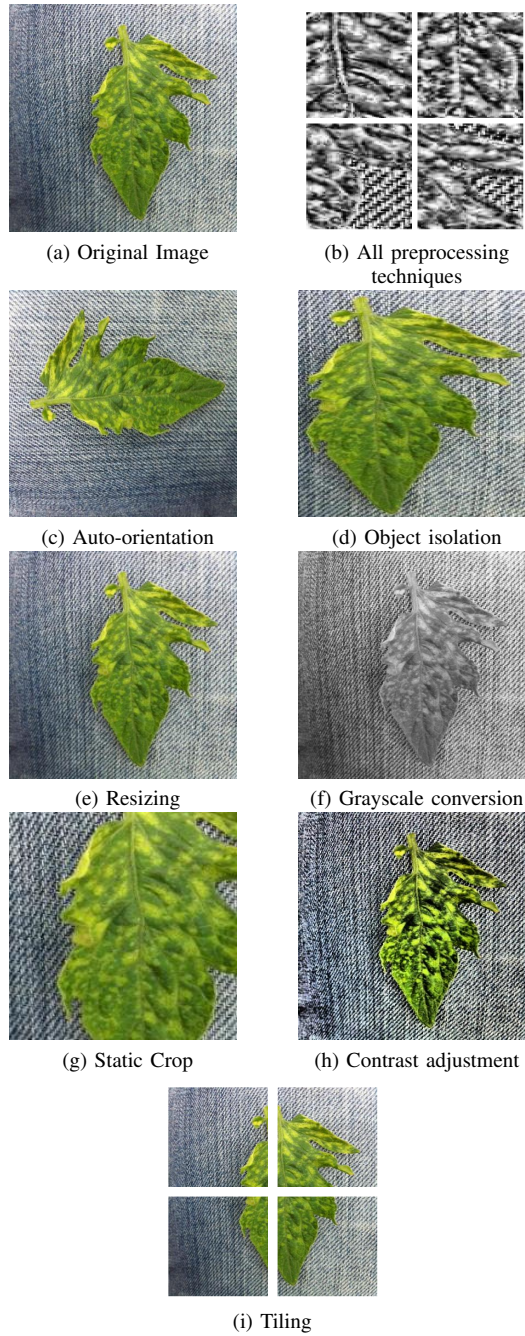 (a) Original Image
(b) All preprocessing
techniques
(c) Auto-orientation
(d) Object isolation
(e) Resizing
(f) Grayscale conversion
(g) Static Crop
(h) Contrast adjustment
(i) Tiling